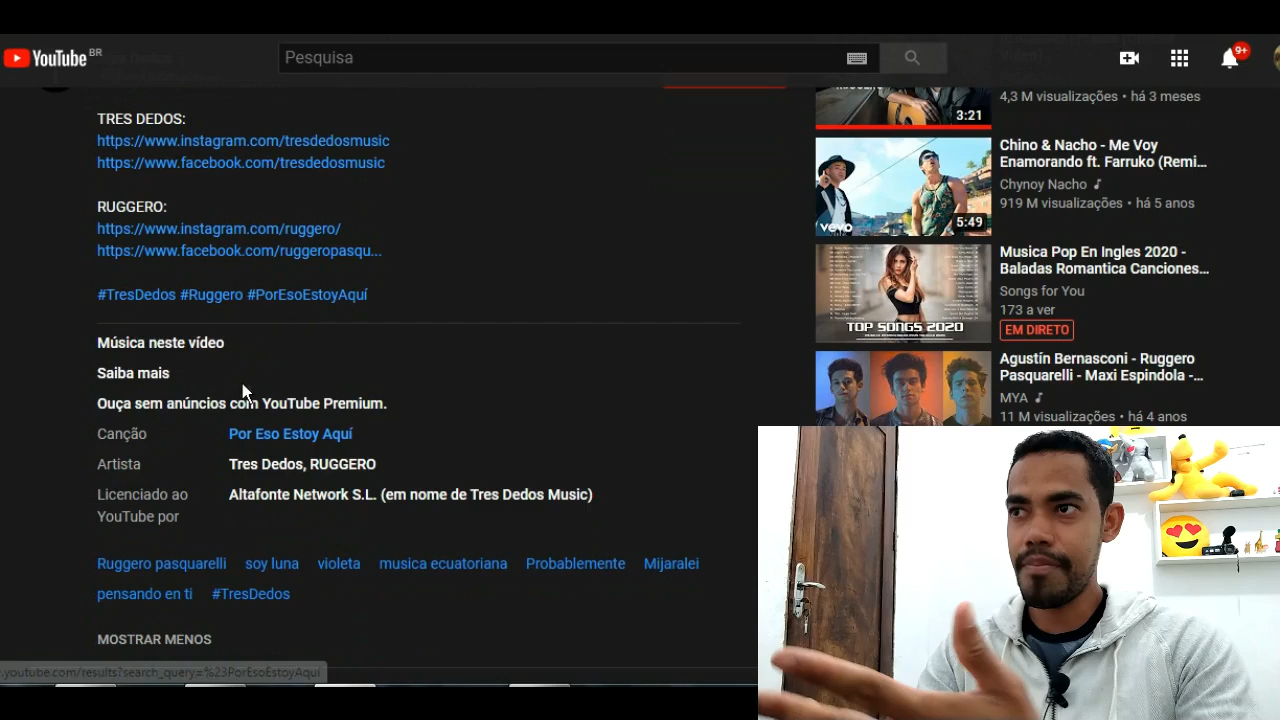 YouTube BR
Pesquisa
9+
TRES DEDOS:
https://www.instagram.com/tresdedosmusic
https://www.facebook.com/tresdedosmusic
RUGGERO:
https://www.instagram.com/ruggero/
https://www.facebook.com/ruggeropasqu...
#TresDedos #Ruggero #PorEsoEstoyAquí
Música neste vídeo
Saiba mais
Ouça sem anúncios com YouTube Premium.
Canção Por Eso Estoy Aquí
Artista Tres Dedos, RUGGERO
Licenciado ao Altafonte Network S.L. (em nome de Tres Dedos Music)
YouTube por
Ruggero pasquarelli soy luna violeta musica ecuatoriana Probablemente Mijaralei
pensando en ti #TresDedos
MOSTRAR MENOS
.youtube.com/results?search_query=%23PorEsoEstoyAquí
3:21
4,3 M visualizações • há 3 meses
vevo
5:49
Chino & Nacho - Me Voy
Enamorando ft. Farruko (Remi...
Chynoy Nacho
919 M visualizações • há 5 anos
TOP SONGS 2020
Musica Pop En Ingles 2020 -
Baladas Romantica Canciones...
Songs for You
173 a ver
EM DIRETO
Agustín Bernasconi - Ruggero
Pasquarelli - Maxi Espindola -...
MYA
11 M visualizações • há 4 anos